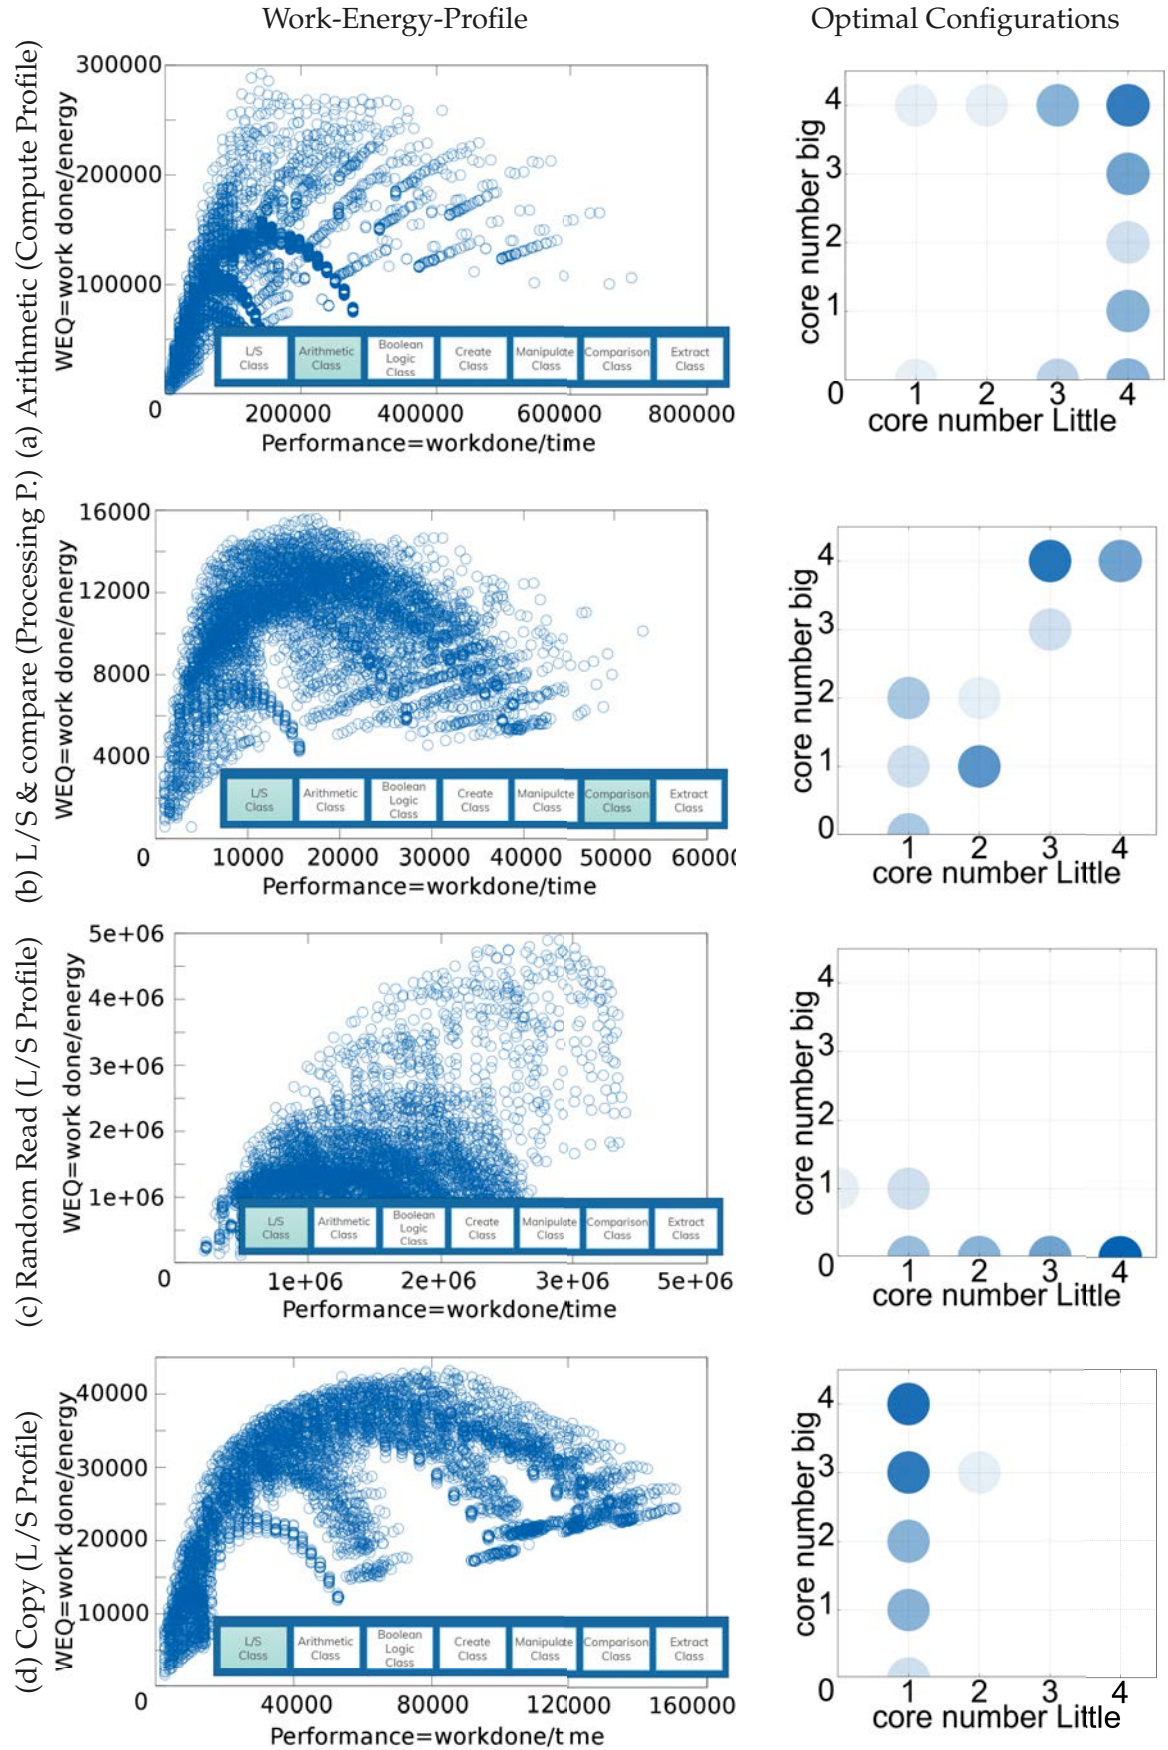 Work-Energy-Profile
Optimal Configurations
(a) Arithmetic (Compute Profile)
WEQ=work done/energy
300000
200000
100000
0
200000
400000
600000
800000
Performance=workdone/time
L/S
Class
Arithmetic
Class
Boolean
Logic
Class
Create
Class
Manipulate
Class
Comparison
Class
Extract
Class
core number big
4
3
2
1
0
1
2
3
4
core number Little
(b) L/S & compare (Processing P.)
WEQ=work done/energy
16000
12000
8000
4000
0
10000
20000
30000
40000
50000
60000
Performance=workdone/time
L/S
Class
Arithmetic
Class
Boolean
Logic
Class
Create
Class
Manipulate
Class
Comparison
Class
Extract
Class
core number big
4
3
2
1
0
1
2
3
4
core number Little
(c) Random Read (L/S Profile)
WEQ=work done/energy
5e+06
4e+06
3e+06
2e+06
1e+06
0
1e+06
2e+06
3e+06
5e+06
Performance=workdone/time
L/S
Class
Arithmetic
Class
Boolean
Logic
Class
Create
Class
Manipulate
Class
Comparison
Class
Extract
Class
core number big
4
3
2
1
0
1
2
3
4
core number Little
(d) Copy (L/S Profile)
WEQ=work done/energy
40000
30000
20000
10000
0
40000
80000
120000
160000
Performance=workdone/t me
L/S
Class
Arithmetic
Class
Boolean
Logic
Class
Create
Class
Manipulate
Class
Comparison
Class
Extract
Class
core number big
4
3
2
1
0
1
2
3
4
core number Little